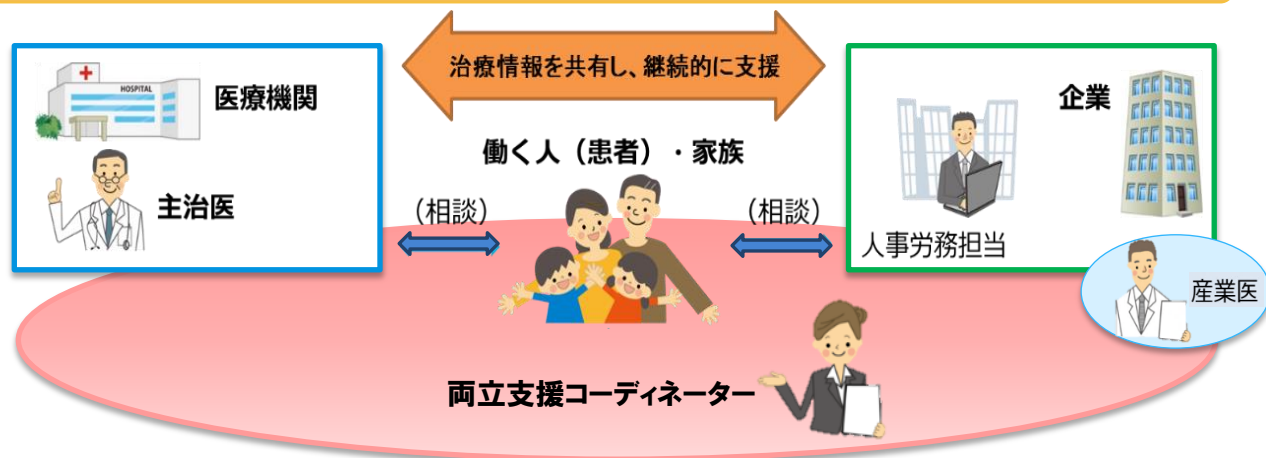 治療情報を共有し、継続的に支援
HOSPITAL
医療機関
企業
働く人（患者）・家族
主治医
（相談）
（相談）
人事労務担当
産業医
両立支援コーディネーター